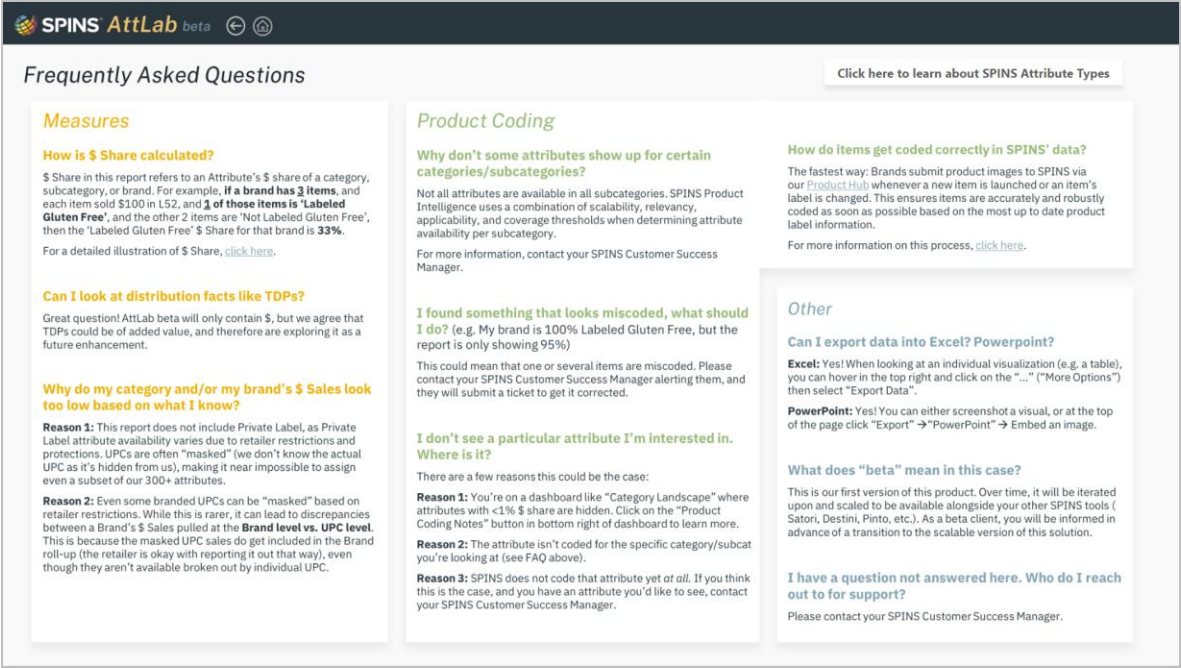 SPINS AttLab beta
Frequently Asked Questions
Click here to learn about SPINS Attribute Types
Measures
How is $ Share calculated?
$ Share in this report refers to an Attribute's $ share of a category,
subcategory, or brand. For example, if a brand has 3 items, and
each item sold $100 in L52, and 1 of those items is 'Labeled
Gluten Free', and the other 2 items are 'Not Labeled Gluten Free',
then the 'Labeled Gluten Free' $ Share for that brand is 33%.
For a detailed illustration of $ Share, click here.
Can I look at distribution facts like TDPs?
Great question! AttLab beta will only contain $, but we agree that
TDPs could be of added value, and therefore are exploring it as a
future enhancement.
Why do my category and/or my brand's $ Sales look
too low based on what I know?
Reason 1: This report does not include Private Label, as Private
Label attribute availability varies due to retailer restrictions and
protections. UPCs are often "masked" (we don't know the actual
UPC as it's hidden from us), making it near impossible to assign
even a subset of our 300+ attributes.
Reason 2: Even some branded UPCs can be "masked" based on
retailer restrictions. While this is rarer, it can lead to discrepancies
between a Brand's $ Sales pulled at the Brand level vs. UPC level.
This is because the masked UPC sales do get included in the Brand
roll-up (the retailer is okay with reporting it out that way), even
though they aren't available broken out by individual UPC.
Product Coding
Why don't some attributes show up for certain
categories/subcategories?
Not all attributes are available in all subcategories. SPINS Product
Intelligence uses a combination of scalability, relevancy,
applicability, and coverage thresholds when determining attribute
availability per subcategory.
For more information, contact your SPINS Customer Success
Manager.
I found something that looks miscoded, what should
I do? (e.g. My brand is 100% Labeled Gluten Free, but the
report is only showing 95%)
This could mean that one or several items are miscoded. Please
contact your SPINS Customer Success Manager alerting them, and
they will submit a ticket to get it corrected.
I don't see a particular attribute I'm interested in.
Where is it?
There are a few reasons this could be the case:
Reason 1: You're on a dashboard like "Category Landscape" where
attributes with <1% $ share are hidden. Click on the "Product
Coding Notes" button in bottom right of dashboard to learn more.
Reason 2: The attribute isn't coded for the specific category/subcat
you're looking at (see FAQ above).
Reason 3: SPINS does not code that attribute yet at all. If you think
this is the case, and you have an attribute you'd like to see, contact
your SPINS Customer Success Manager.
How do items get coded correctly in SPINS' data?
The fastest way: Brands submit product images to SPINS via
our Product Hub whenever a new item is launched or an item's
label is changed. This ensures items are accurately and robustly
coded as soon as possible based on the most up to date product
label information.
For more information on this process, click here.
Other
Can I export data into Excel? Powerpoint?
Excel: Yes! When looking at an individual visualization (e.g. a table),
you can hover in the top right and click on the "..." ("More Options")
then select "Export Data".
PowerPoint: Yes! You can either screenshot a visual, or at the top
of the page click "Export" →"PowerPoint" → Embed an image.
What does "beta" mean in this case?
This is our first version of this product. Over time, it will be iterated
upon and scaled to be available alongside your other SPINS tools (
Satori, Destini, Pinto, etc.). As a beta client, you will be informed in
advance of a transition to the scalable version of this solution.
I have a question not answered here. Who do I reach
out to for support?
Please contact your SPINS Customer Success Manager.